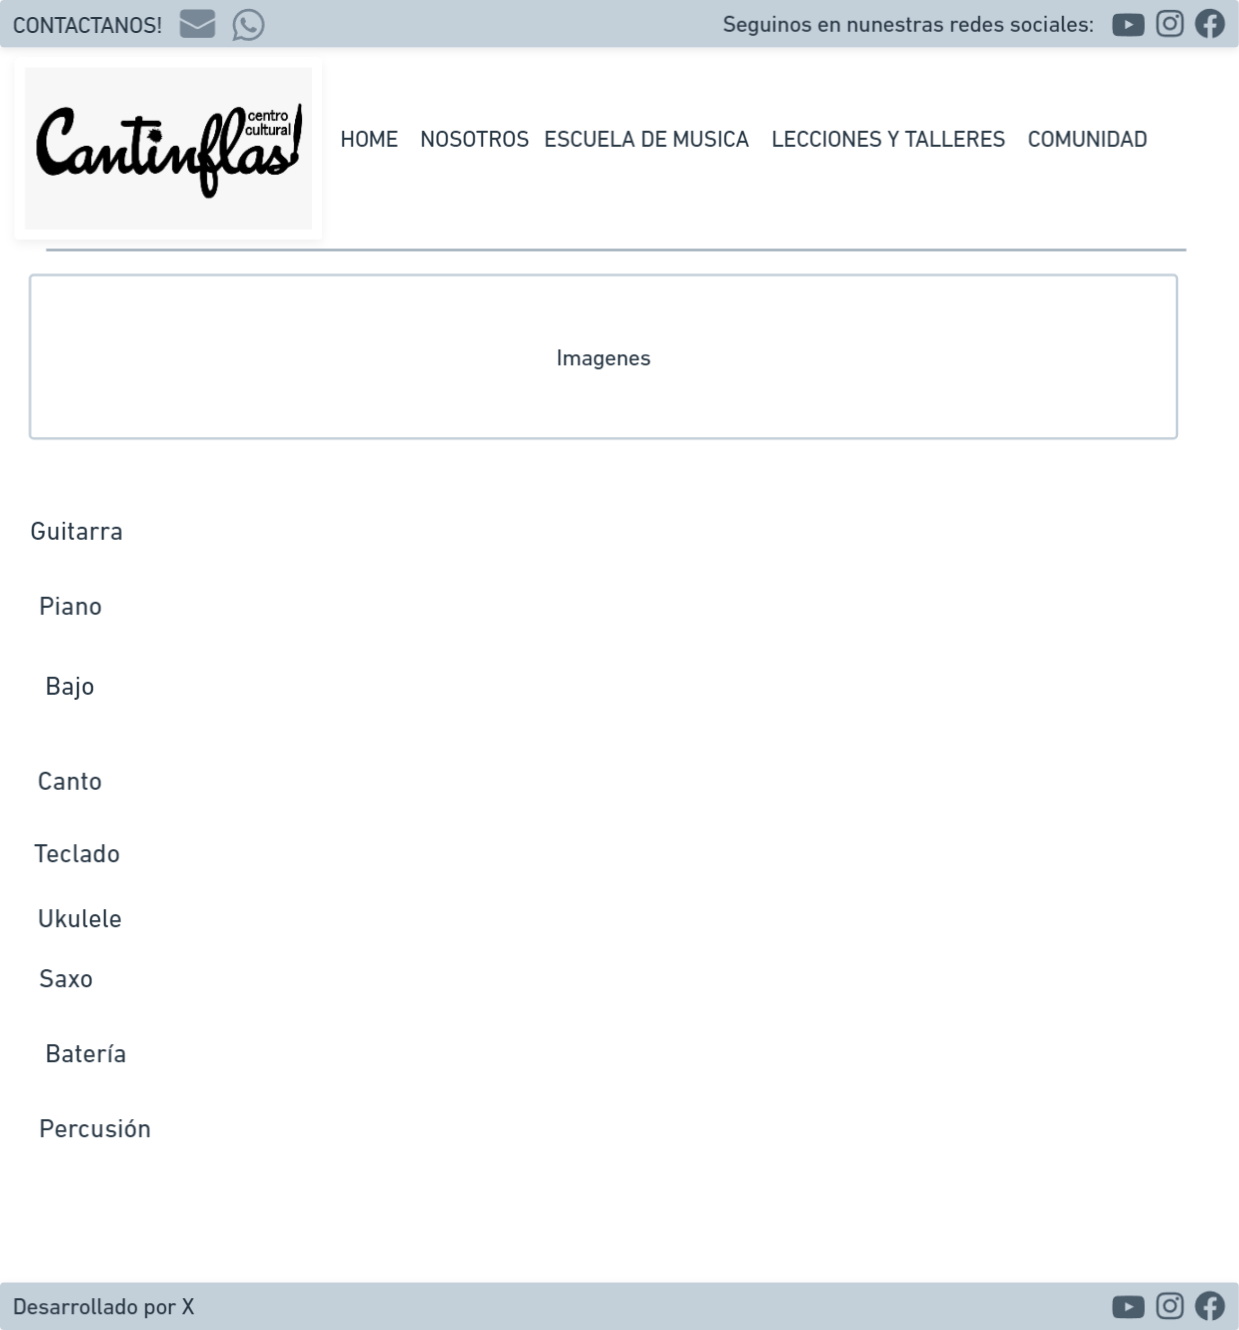 CONTACTANOS!
Seguinos en nunestras redes sociales:
Cantinflas!
centro
cultural
HOME NOSOTROS ESCUELA DE MUSICA LECCIONES Y TALLERES COMUNIDAD
Imagenes
Guitarra
Piano
Bajo
Canto
Teclado
Ukulele
Saxo
Batería
Percusión
Desarrollado por X